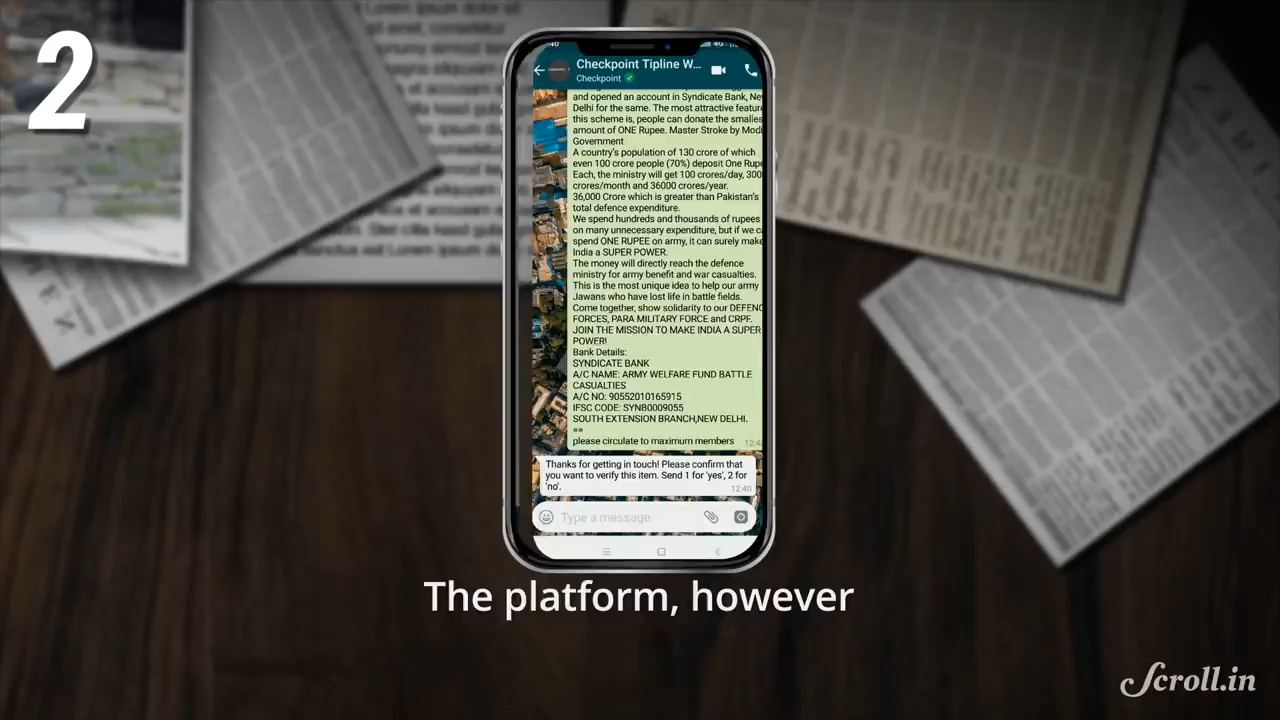 2
Checkpoint Tipline W...
Checkpoint
and opened an account in Syndicate Bank, New
Delhi for the same. The most attractive feature
this scheme is, people can donate the smalles
amount of ONE Rupee. Master Stroke by Modi
Government
A country's population of 130 crore of which
even 100 crore people (70%) deposit One Rup
Each, the ministry will get 100 crores/day, 300
crores/month and 36000 crores/year.
36,000 Crore which is greater than Pakistan's
total defence expenditure.
We spend hundreds and thousands of rupees
on many unnecessary expenditure, but if we ca
spend ONE RUPEE on army, it can surely make
India a SUPER POWER.
The money will directly reach the defence
ministry for army benefit and war casualties.
This is the most unique idea to help our army
Jawans who have lost life in battle fields.
Come together, show solidarity to our DEFENC
FORCES, PARA MILITARY FORCE and CRPF.
JOIN THE MISSION TO MAKE INDIA A SUPER
POWER!
Bank Details:
SYNDICATE BANK
A/C NAME: ARMY WELFARE FUND BATTLE
CASUALTIES
A/C NO: 90552010165915
IFSC CODE: SYNB0009055
SOUTH EXTENSION BRANCH,NEW DELHI.
==
please circulate to maximum members
Thanks for getting in touch! Please confirm that
you want to verify this item. Send 1 for 'yes', 2 for
'no'.
12:40
Type a message
The platform, however
Scroll.in